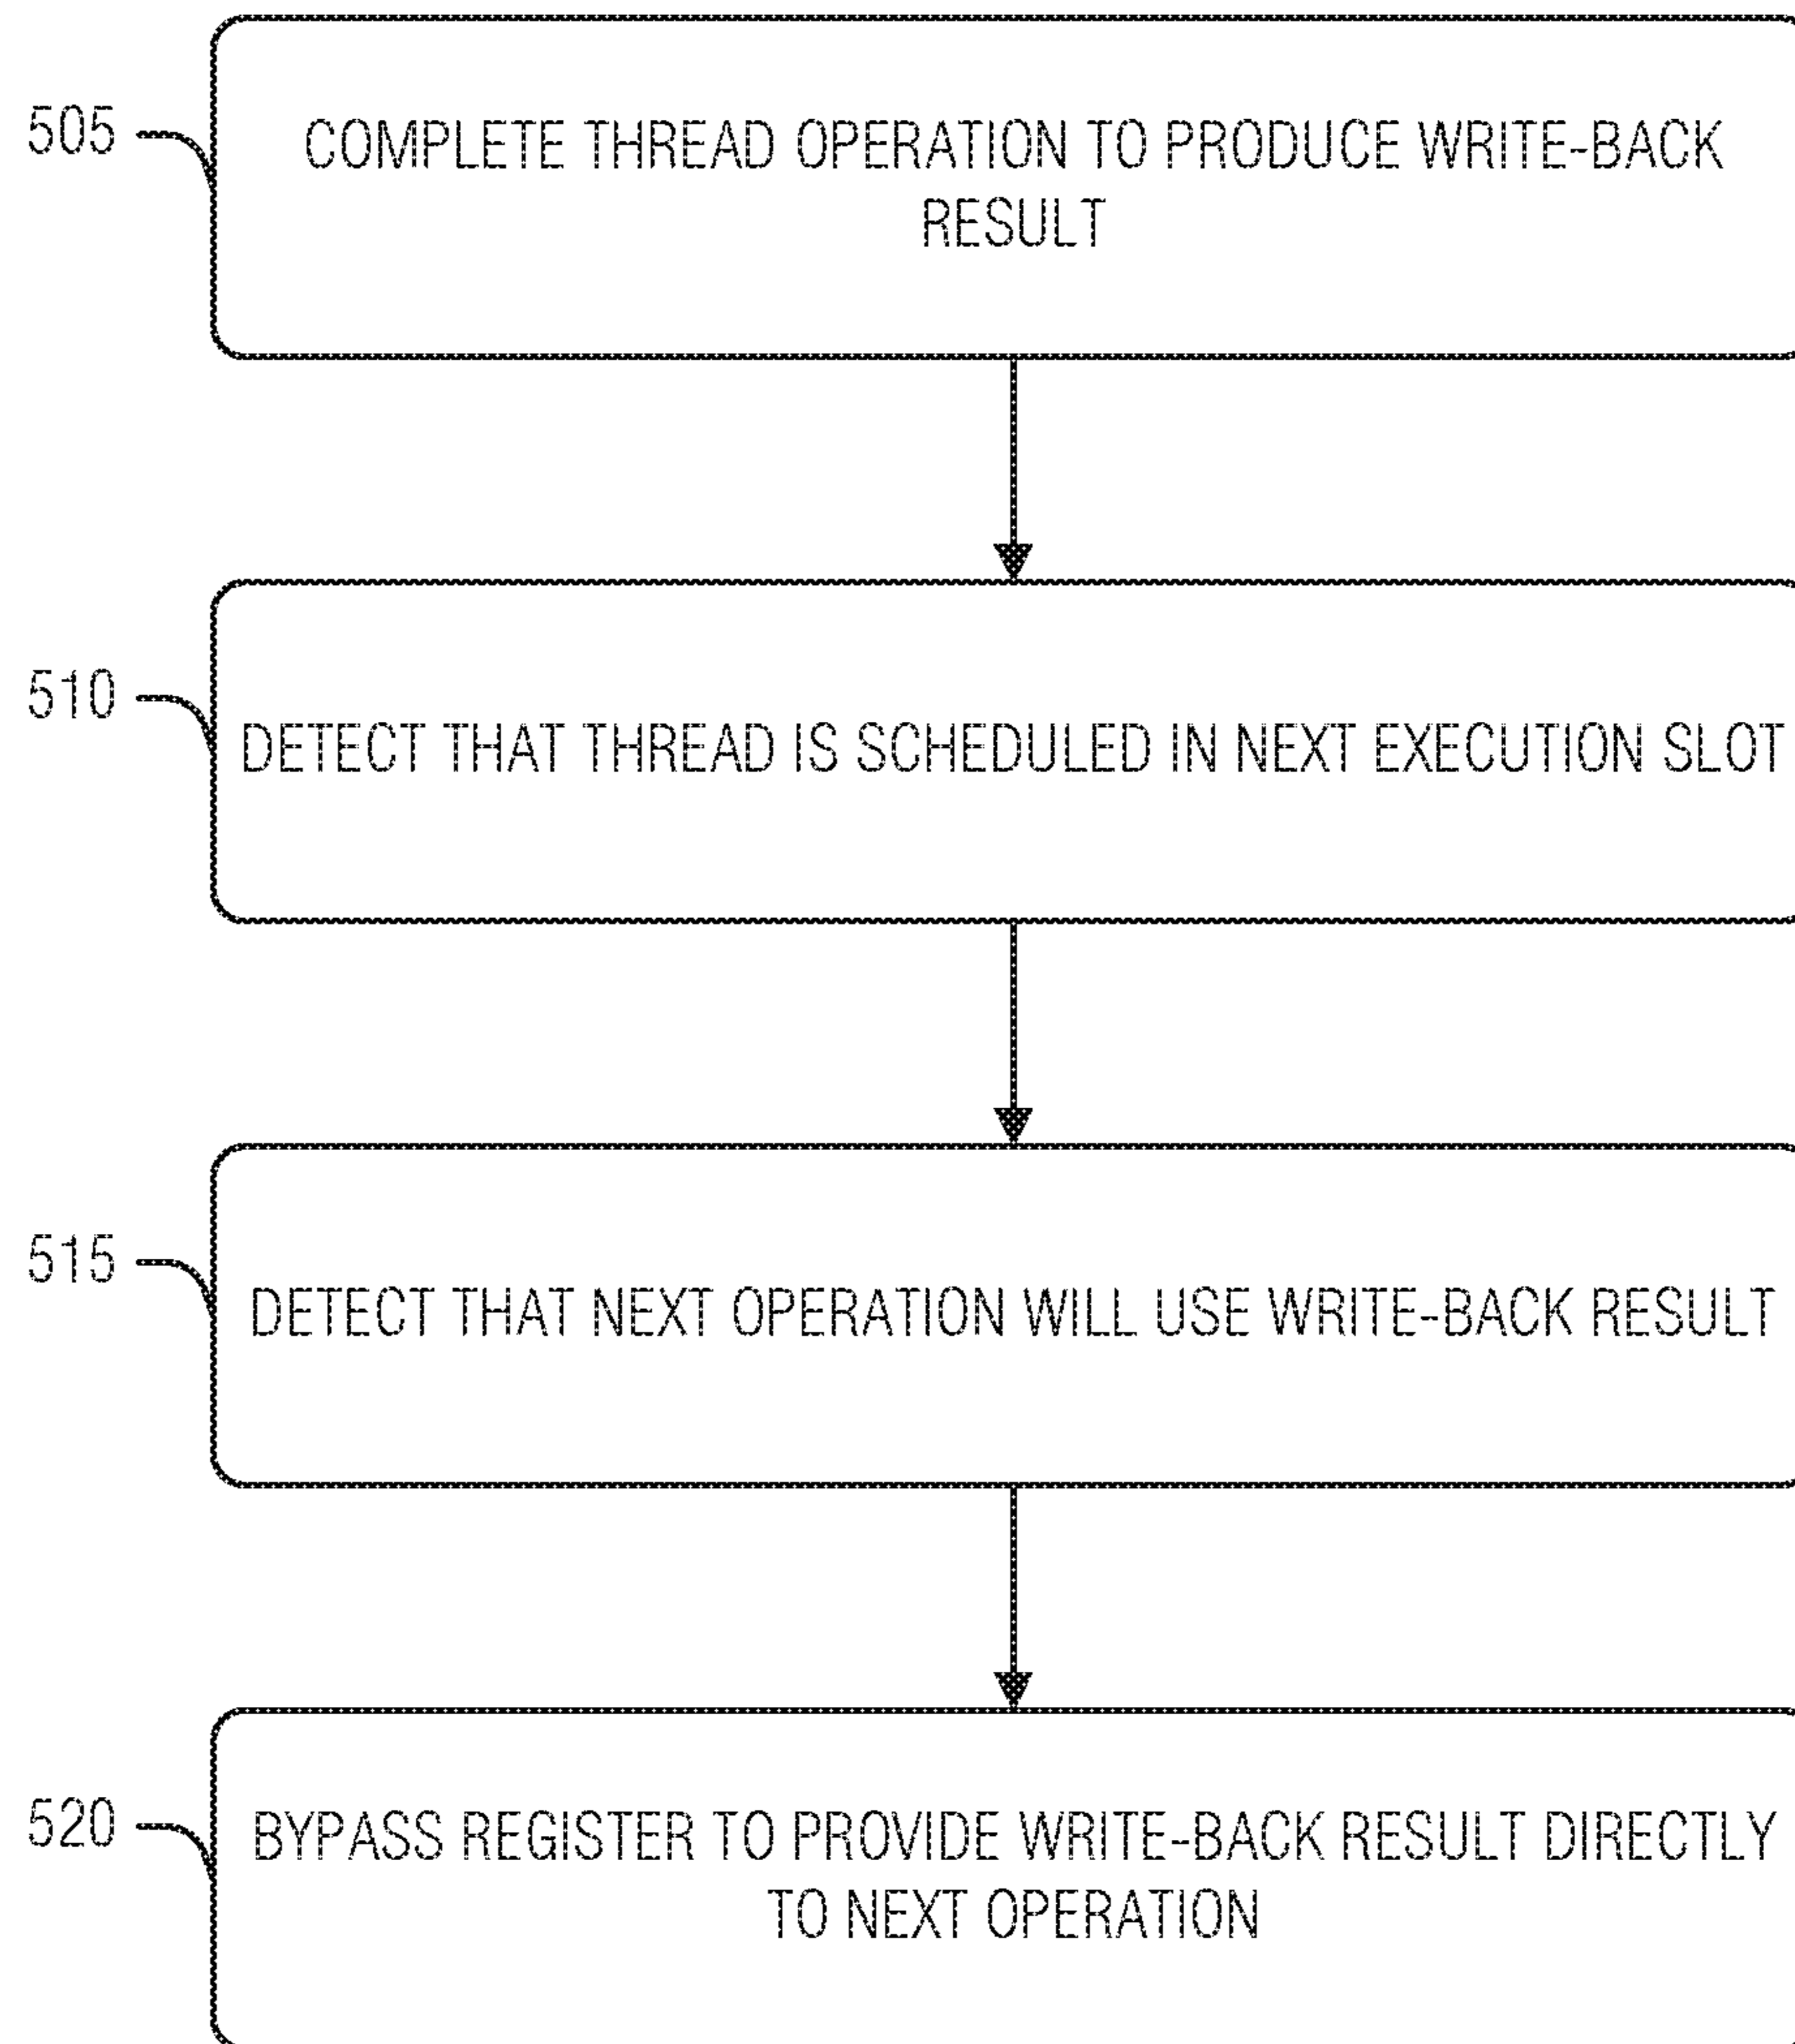 505
COMPLETE THREAD OPERATION TO PRODUCE WRITE-BACK
RESULT
510
DETECT THAT THREAD IS SCHEDULED IN NEXT EXECUTION SLOT
515
DETECT THAT NEXT OPERATION WILL USE WRITE-BACK RESULT
520
BYPASS REGISTER TO PROVIDE WRITE-BACK RESULT DIRECTLY
TO NEXT OPERATION